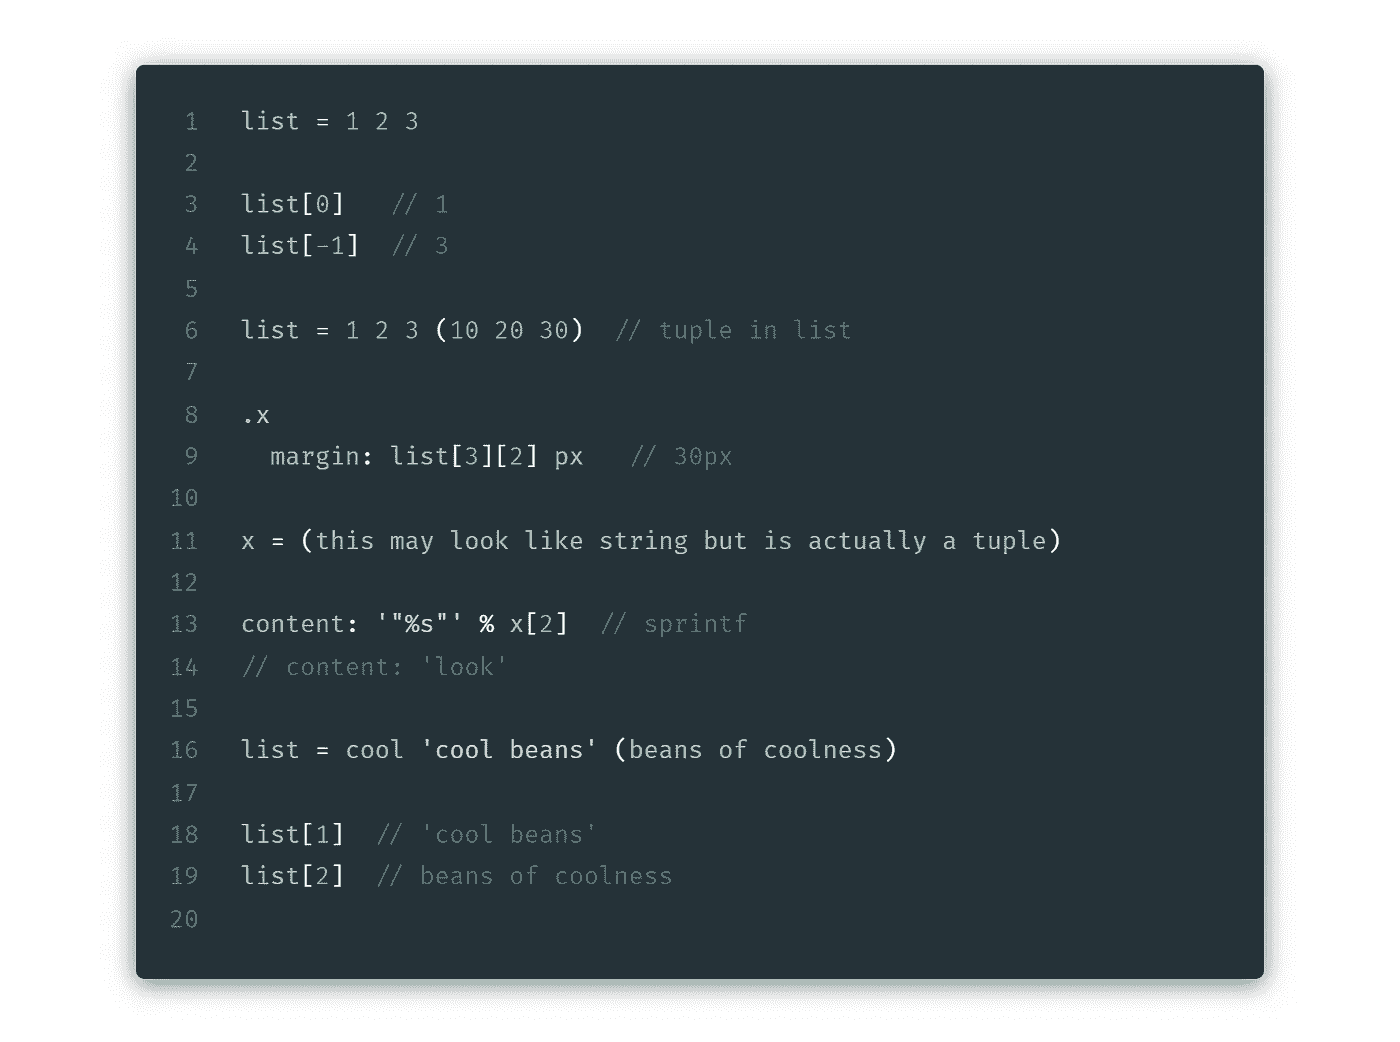 1 list = 1 2 3
2
3 list[0] // 1
4 list[-1] // 3
5
6 list = 1 2 3 (10 20 30) // tuple in list
7
8 .x
9 margin: list[3][2] px // 30px
10
11 x = (this may look like string but is actually a tuple)
12
13 content: '"%s"' % x[2] // sprintf
14 // content: 'look'
15
16 list = cool 'cool beans' (beans of coolness)
17
18 list[1] // 'cool beans'
19 list[2] // beans of coolness
20